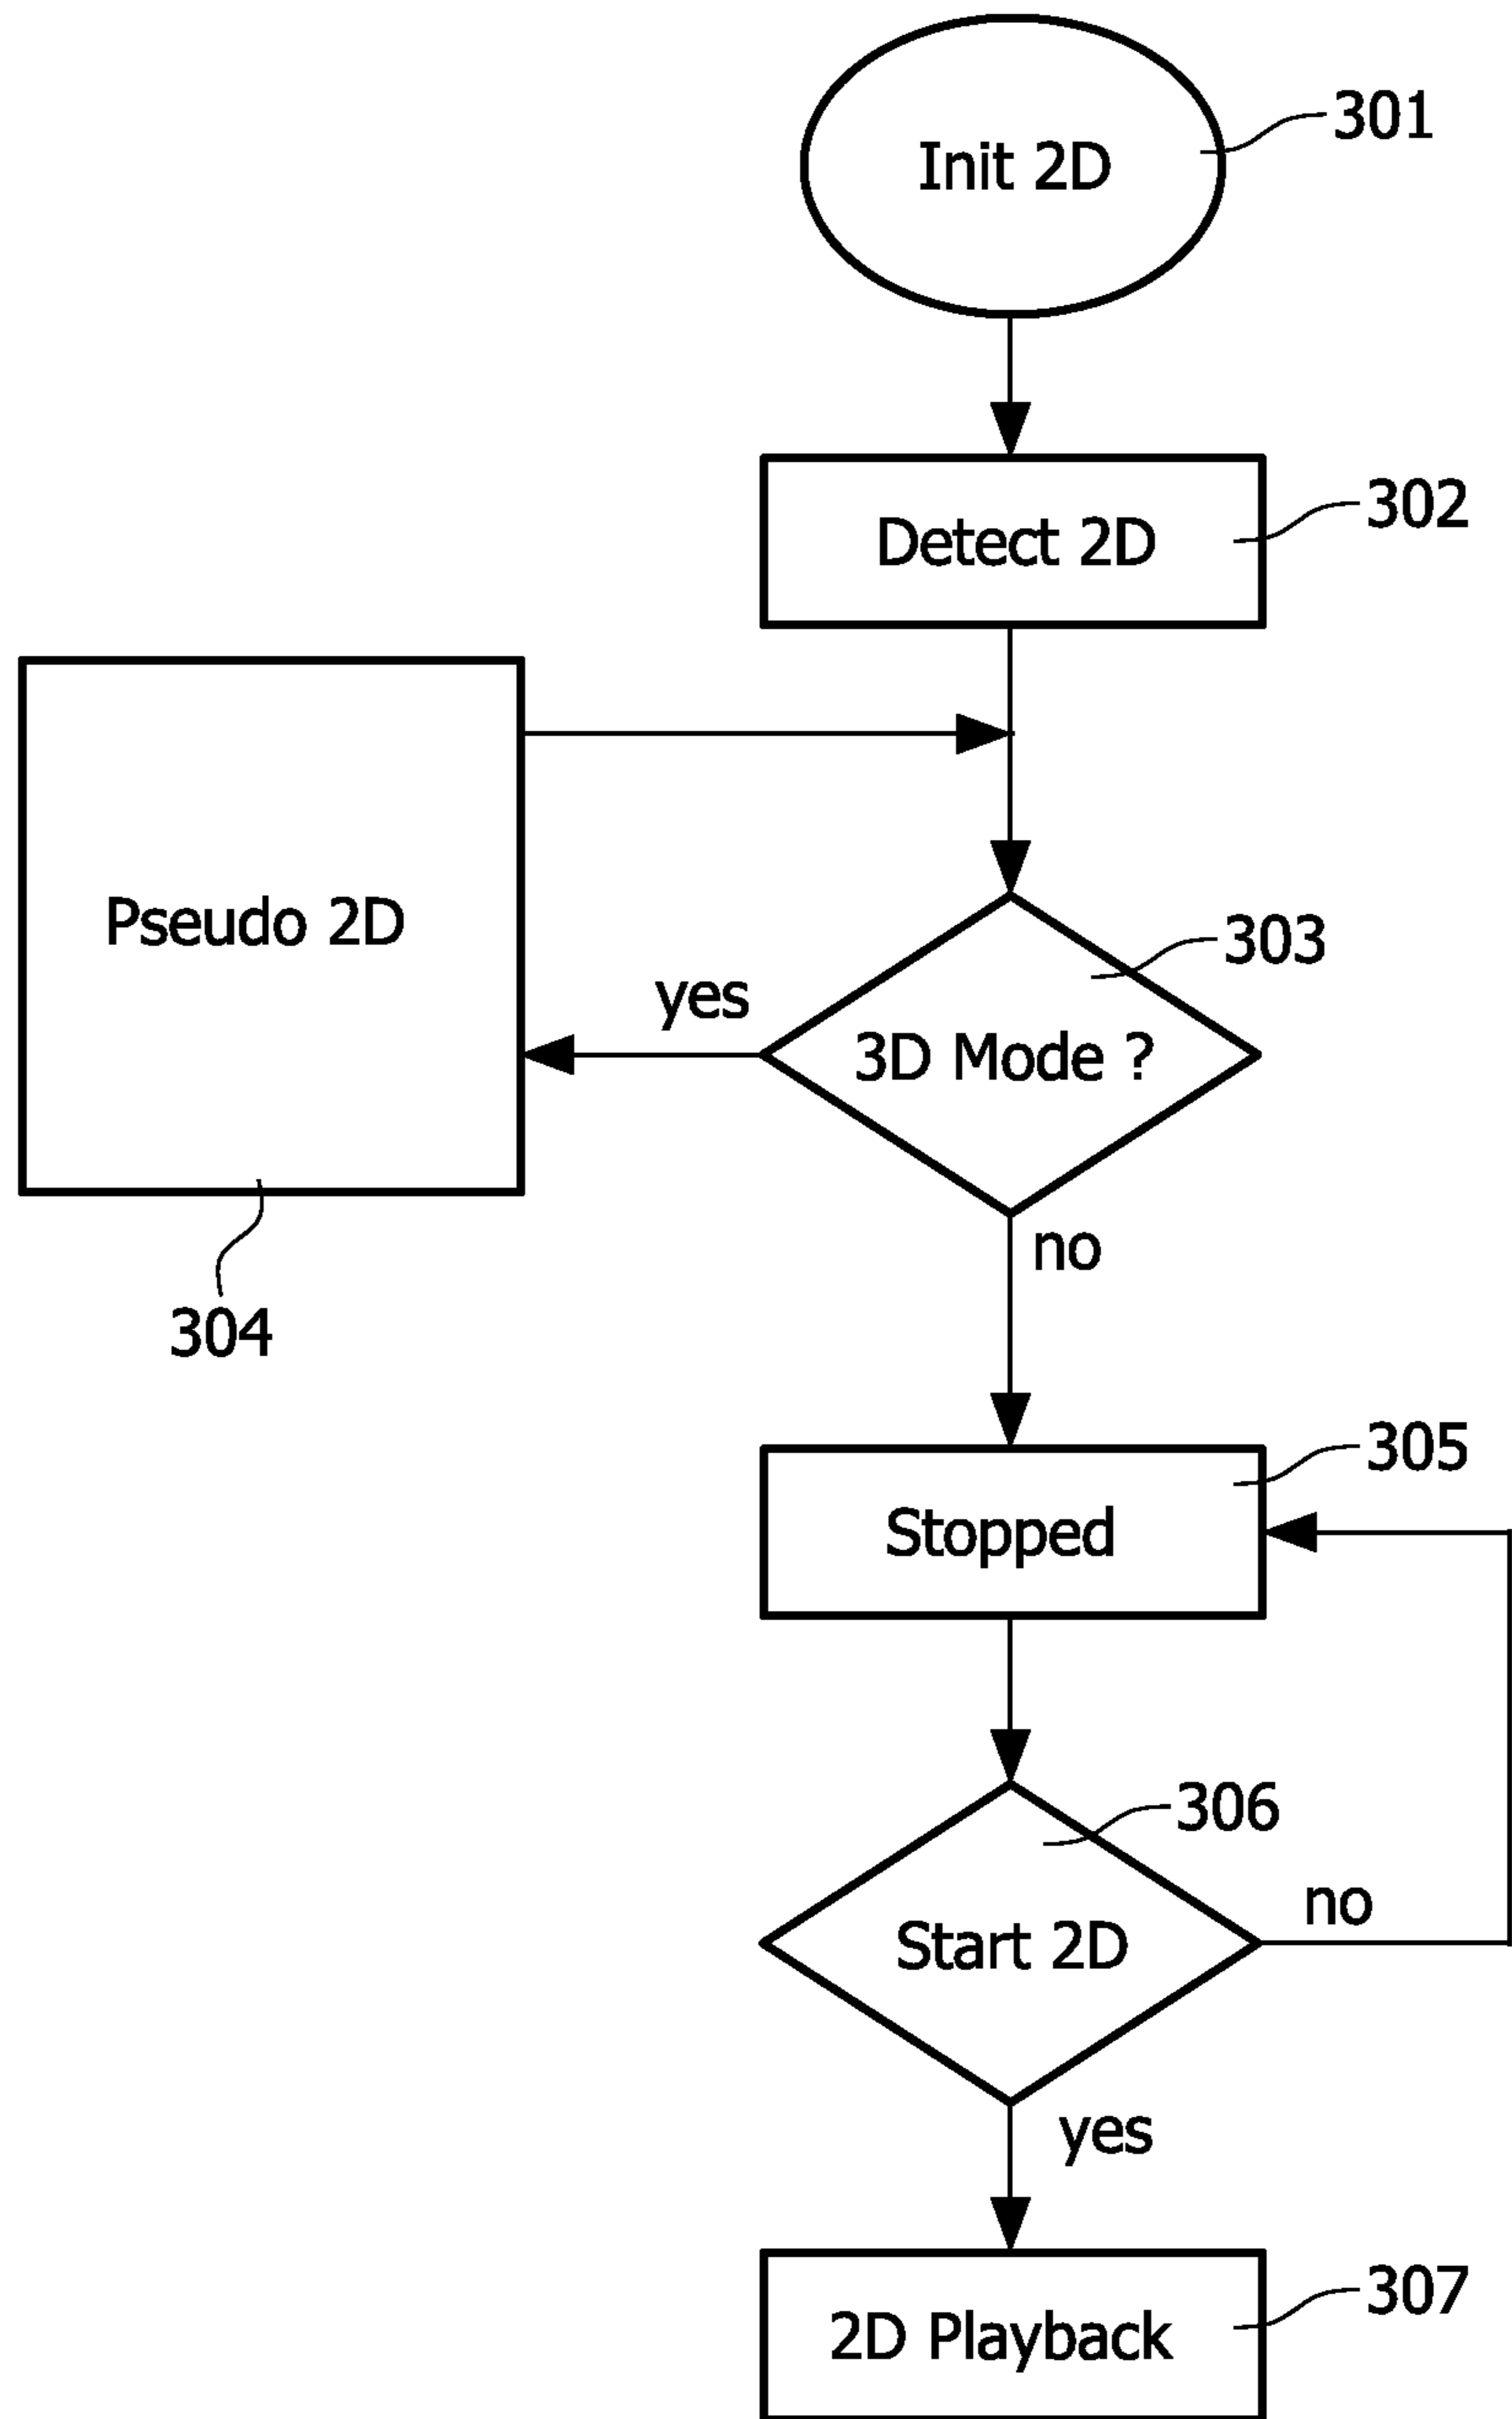 Init 2D
301
Detect 2D
302
Pseudo 2D
304
303
yes
3D Mode ?
no
305
Stopped
306
Start 2D
no
yes
307
2D Playback